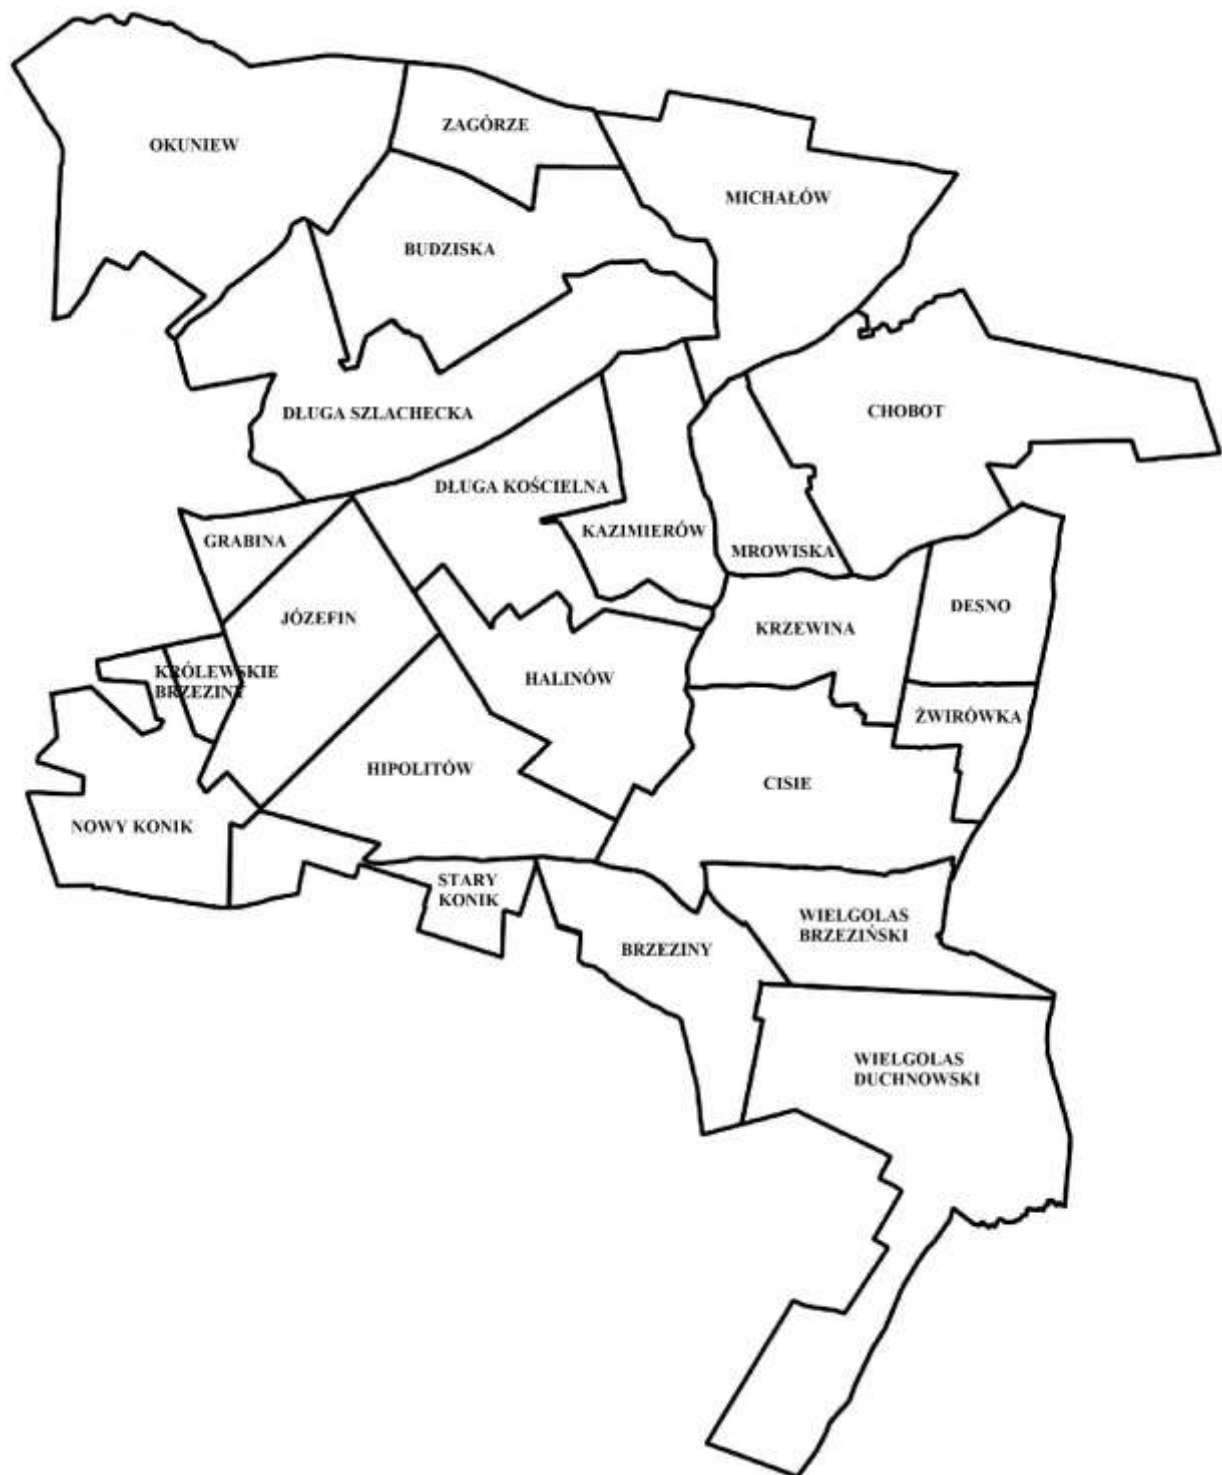 ZAGÓRZE
OKUNIEW
MICHAŁÓW
BUDZISKA
CHOBOT
DŁUGA SZLACHECKA
DŁUGA KOŚCIELNA
KAZIMIERÓW
GRABINA
MROWISKA
DESNO
JÓZEFIN
KRZEWINA
KRÓLEWSKIE
BRZEZINY
HALINÓW
ŻWIRÓWKA
HIPOLITÓW
CISIE
NOWY KONIK
STARY
KONIK
WIELGOLAS
BRZEZIŃSKI
BRZEZINY
WIELGOLAS
DUCHNOWSKI